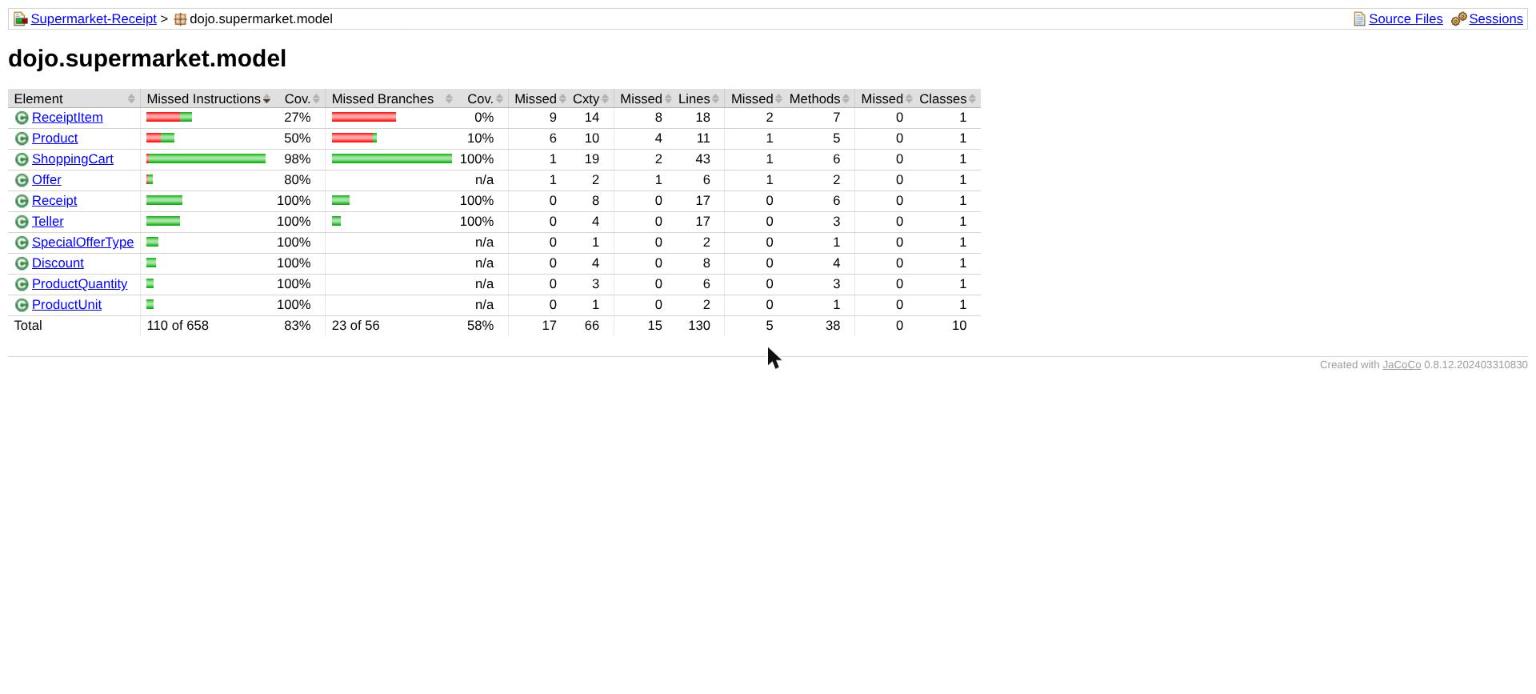 Supermarket-Receipt > dojo.supermarket.model Source Files Sessions
dojo.supermarket.model
Element Missed Instructions Cov. Missed Branches Cov. Missed Cxty Missed Lines Missed Methods Missed Classes
ReceiptItem 27% 0% 9 14 8 18 2 7 0 1
Product 50% 10% 6 10 4 11 1 5 0 1
ShoppingCart 98% 100% 1 19 2 43 1 6 0 1
Offer 80% n/a 1 2 1 6 1 2 0 1
Receipt 100% 100% 0 8 0 17 0 6 0 1
Teller 100% 100% 0 4 0 17 0 3 0 1
SpecialOfferType 100% n/a 0 1 0 2 0 1 0 1
Discount 100% n/a 0 4 0 8 0 4 0 1
ProductQuantity 100% n/a 0 3 0 6 0 3 0 1
ProductUnit 100% n/a 0 1 0 2 0 1 0 1
Total 110 of 658 83% 23 of 56 58% 17 66 15 130 5 38 0 10
Created with JaCoCo 0.8.12.202403310830